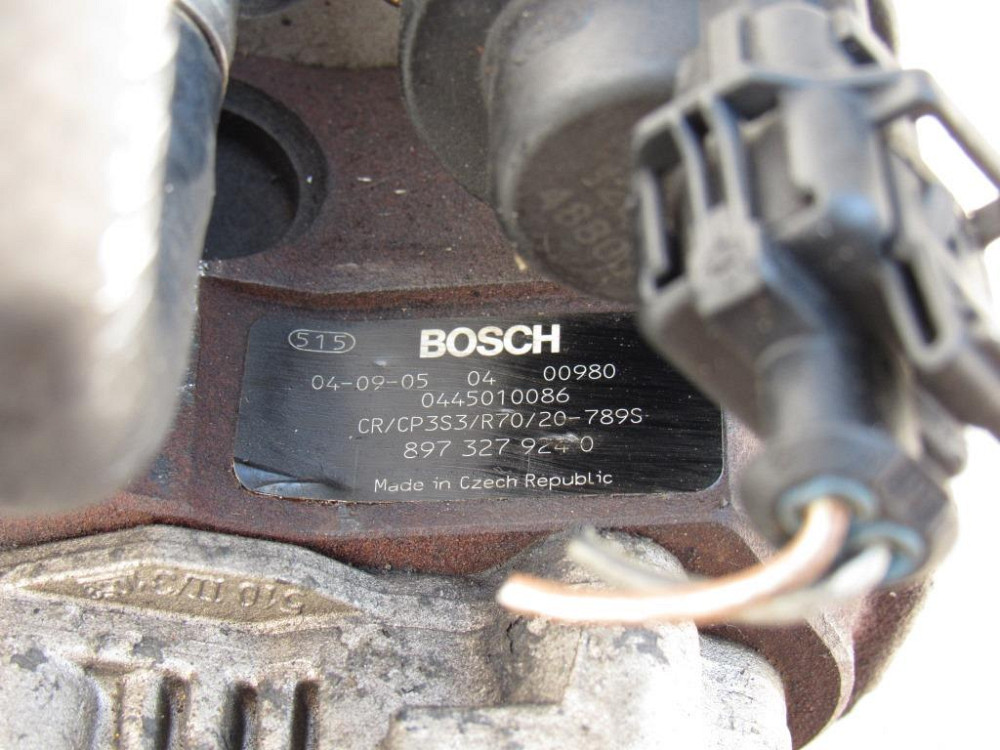 515 BOSCH
04-09-05 04 00980
0445010086
CR/CP3S3/R70/20-789S
897 327 924 0
Made in Czech Republic